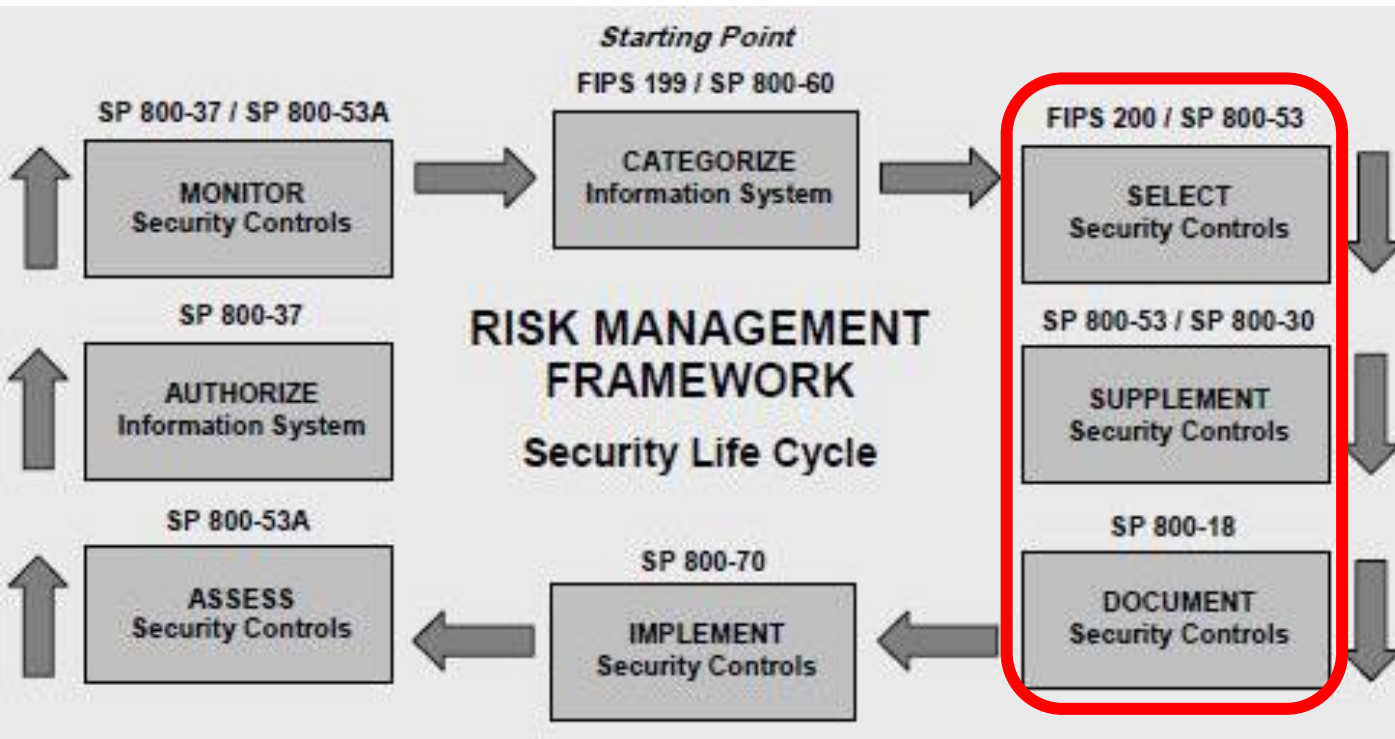 Starting Point
FIPS 199 / SP 800-60
CATEGORIZE
Information System
FIPS 200 / SP 800-53
SELECT
Security Controls
SP 800-53 / SP 800-30
SUPPLEMENT
Security Controls
SP 800-18
DOCUMENT
Security Controls
SP 800-70
IMPLEMENT
Security Controls
SP 800-53A
ASSESS
Security Controls
SP 800-37
AUTHORIZE
Information System
SP 800-37 / SP 800-53A
MONITOR
Security Controls
RISK MANAGEMENT
FRAMEWORK
Security Life Cycle